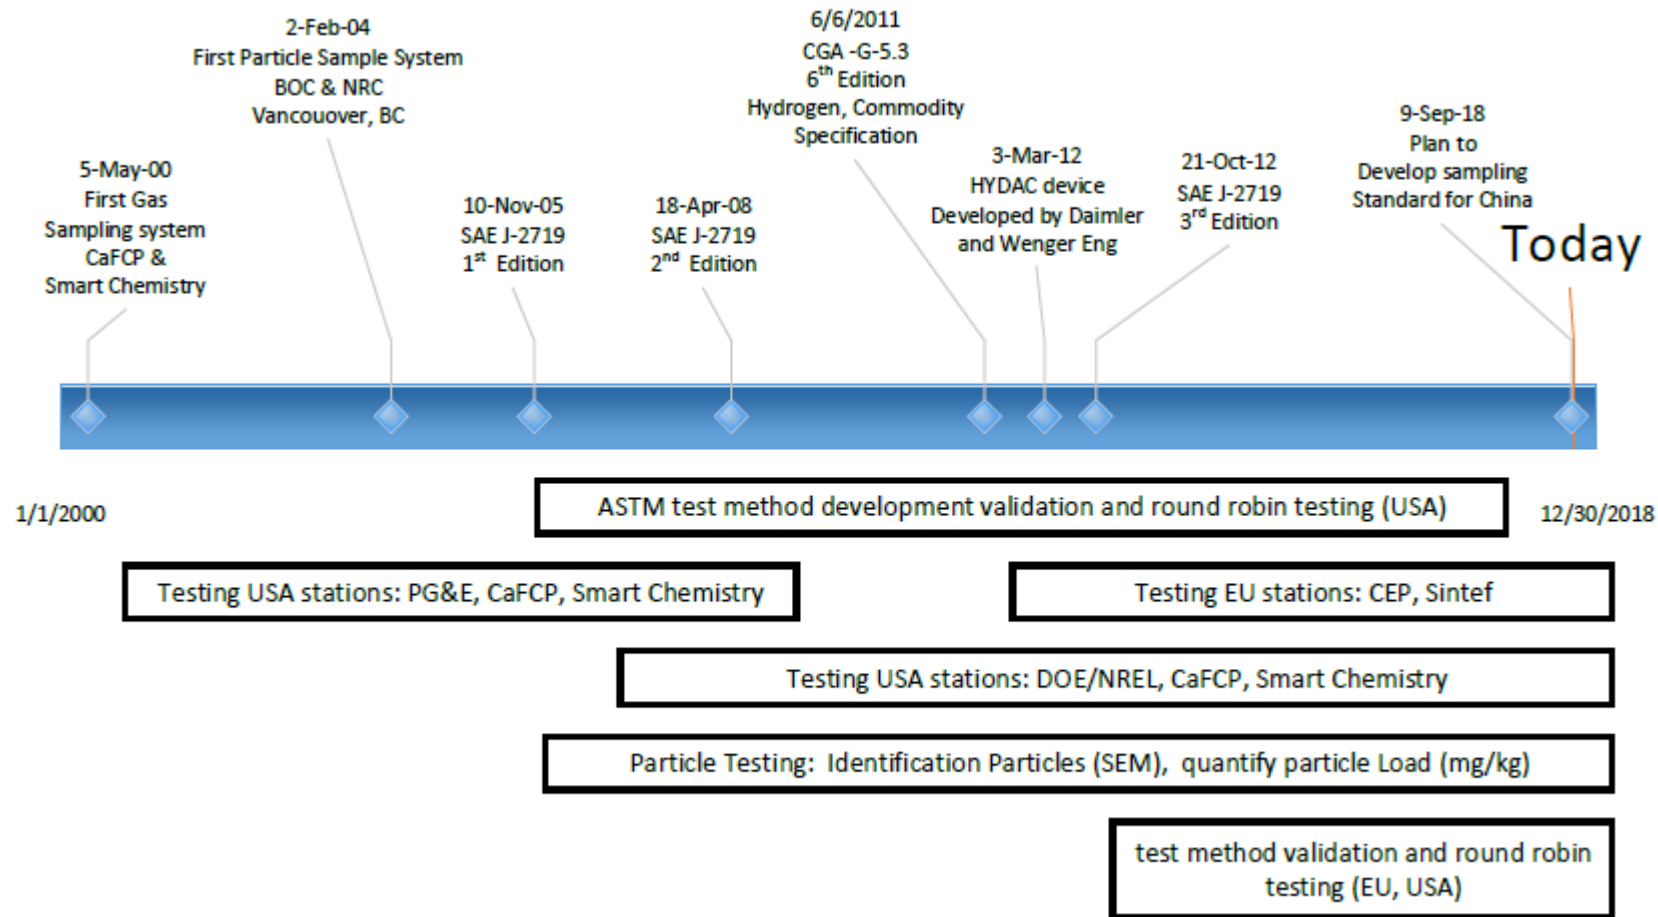 5-May-00
First Gas
Sampling system
CaFCP &
Smart Chemistry
2-Feb-04
First Particle Sample System
BOC & NRC
Vancouover, BC
10-Nov-05
SAE J-2719
1st Edition
18-Apr-08
SAE J-2719
2nd Edition
6/6/2011
CGA -G-5.3
6th Edition
Hydrogen, Commodity
Specification
3-Mar-12
HYDAC device
Developed by Daimler
and Wenger Eng
21-Oct-12
SAE J-2719
3rd Edition
9-Sep-18
Plan to
Develop sampling
Standard for China
Today
1/1/2000
12/30/2018
ASTM test method development validation and round robin testing (USA)
Testing USA stations: PG&E, CaFCP, Smart Chemistry
Testing EU stations: CEP, Sintef
Testing USA stations: DOE/NREL, CaFCP, Smart Chemistry
Particle Testing: Identification Particles (SEM), quantify particle Load (mg/kg)
test method validation and round robin
testing (EU, USA)